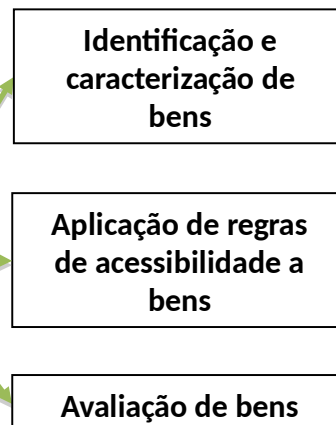 Identificação e
caracterização de
bens
Aplicação de regras
de acessibilidade a
bens
Avaliação de bens